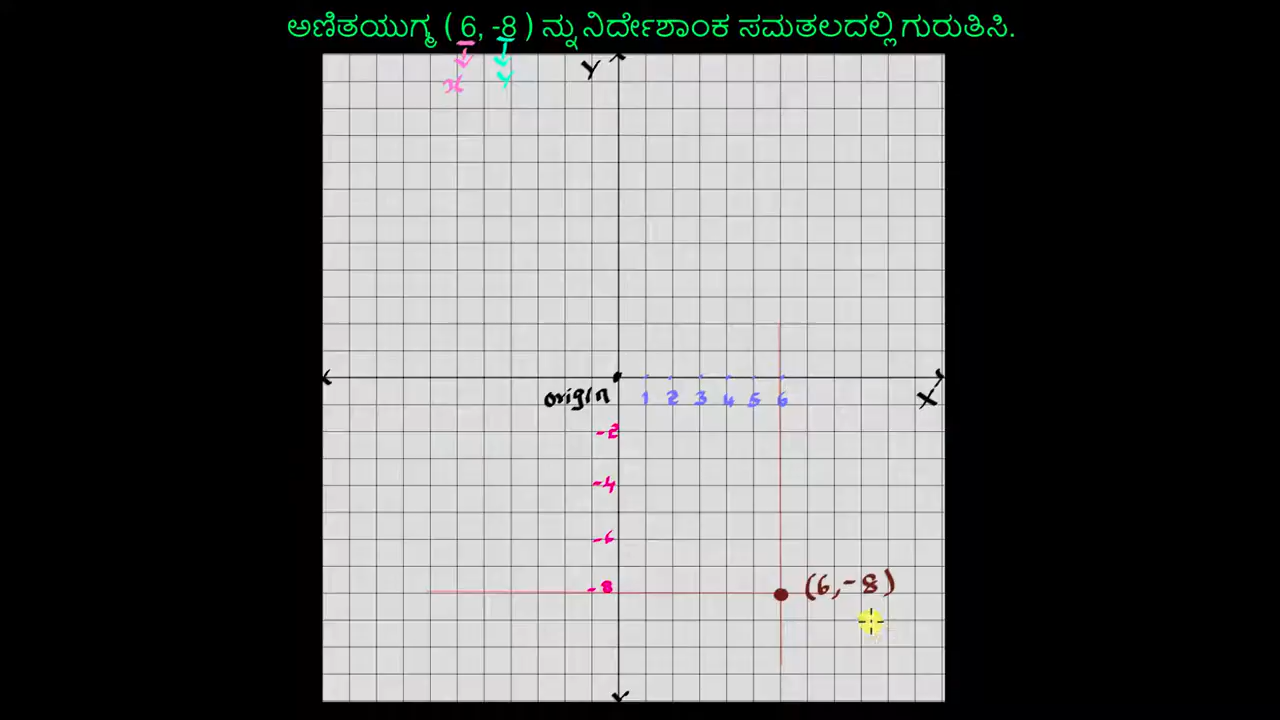 ಅಣಿತಯುಗ್ಮ ( 6, -8 ) ನ್ನು ನಿರ್ದೇಶಾಂಕ ಸಮತಲದಲ್ಲಿ ಗುರುತಿಸಿ.
x
Y
origin 1 2 3 4 5 6 X
-2
-4
-6
-8 (6,-8)